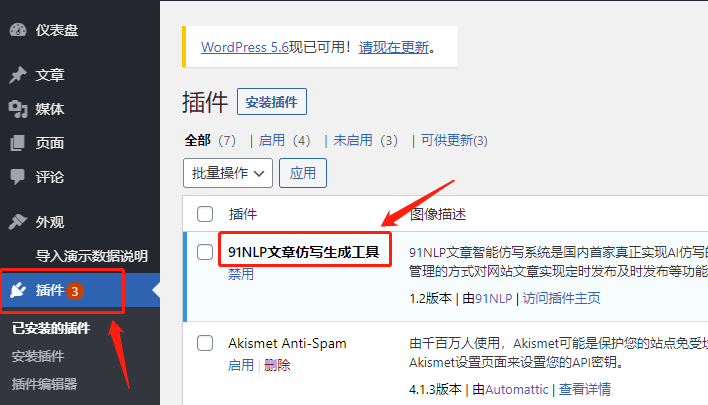 仪表盘
文章
媒体
页面
评论
外观
导入演示数据说明
插件 3
已安装的插件
安装插件
插件编辑器
WordPress 5.6现已可用！请现在更新。
插件 安装插件
全部 (7) | 启用 (4) | 未启用 (3) | 可供更新(3)
批量操作 应用
插件 图像描述
91NLP文章仿写生成工具
禁用
91NLP文章智能仿写系统是国内首家真正实现AI仿写的
管理的方式对网站文章实现定时发布及时发布等功能
1.2版本 | 由91NLP | 访问插件主页
Akismet Anti-Spam
启用 | 删除
由千百万人使用，Akismet可能是保护您的站点免受垃
Akismet设置页面来设置您的API密钥。
4.1.3版本 | 由Automattic | 查看详情